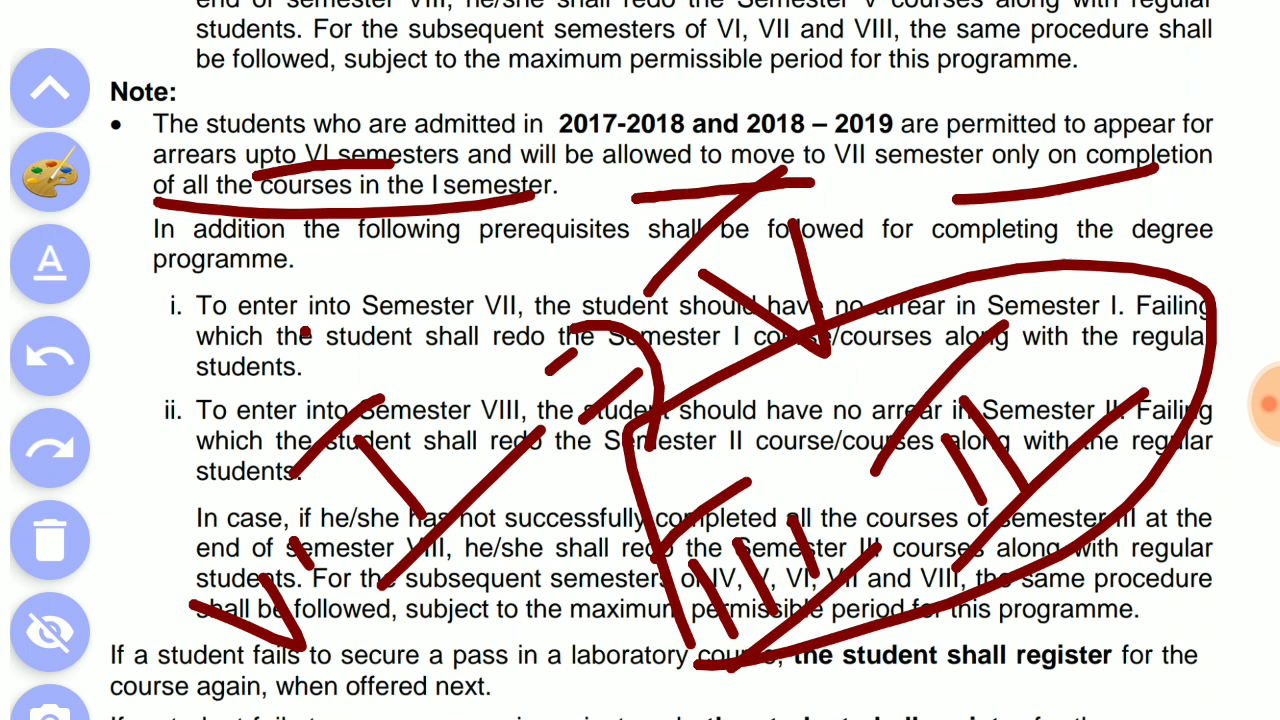 end of semester VIII, he/she shall redo the Semester V courses along with regular
students. For the subsequent semesters of VI, VII and VIII, the same procedure shall
be followed, subject to the maximum permissible period for this programme.
Note:
• The students who are admitted in 2017-2018 and 2018 – 2019 are permitted to appear for
arrears upto VI semesters and will be allowed to move to VII semester only on completion
of all the courses in the I semester.
In addition the following prerequisites shall be followed for completing the degree
programme.
i. To enter into Semester VII, the student should have no arrear in Semester I. Failing
which the student shall redo the Semester I course/courses along with the regular
students.
ii. To enter into Semester VIII, the student should have no arrear in Semester II. Failing
which the student shall redo the Semester II course/courses along with the regular
students.
In case, if he/she has not successfully completed all the courses of semester III at the
end of semester VIII, he/she shall redo the Semester III courses along with regular
students. For the subsequent semesters of IV, V, VI, VII and VIII, the same procedure
shall be followed, subject to the maximum permissible period for this programme.
If a student fails to secure a pass in a laboratory course, the student shall register for the
course again, when offered next.